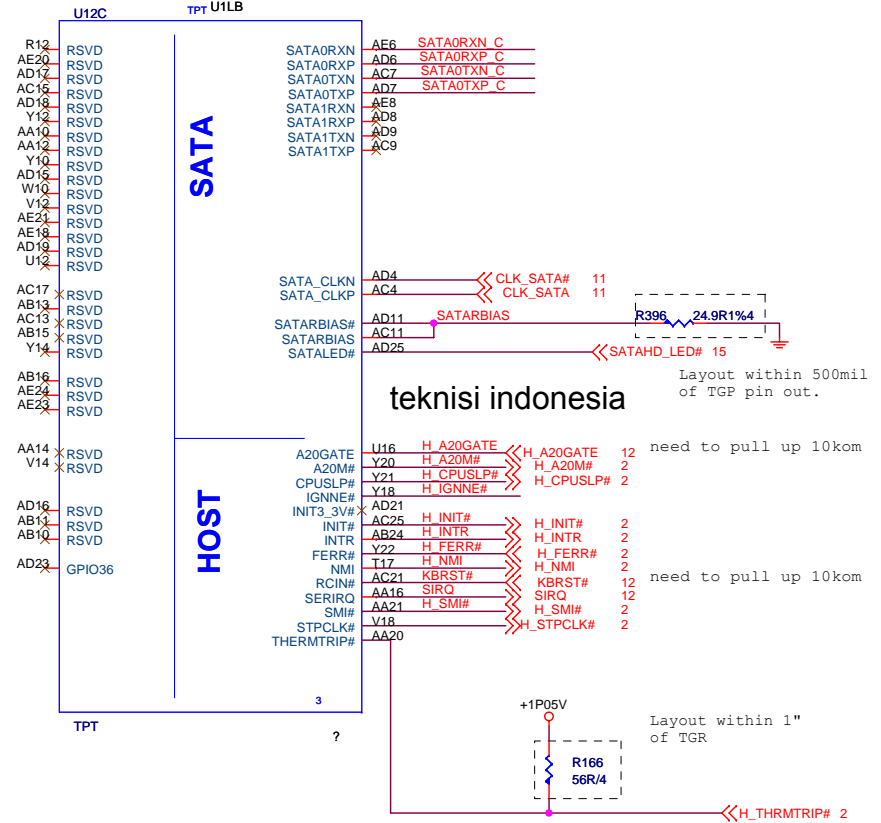 U12C
TPT U1LB
R12 RSVD
AE20 RSVD
AD17 RSVD
AC15 RSVD
AD18 RSVD
Y12 RSVD
AA10 RSVD
AA12 RSVD
Y10 RSVD
AD15 RSVD
W10 RSVD
V12 RSVD
AE21 RSVD
AE18 RSVD
AD19 RSVD
U12 RSVD
AC17 RSVD
AB13 RSVD
AC13 RSVD
AB15 RSVD
Y14 RSVD
AB16 RSVD
AE24 RSVD
AE23 RSVD
AA14 RSVD
V14 RSVD
AD16 RSVD
AB11 RSVD
AB10 RSVD
AD23 GPIO36
SATA
HOST
SATA0RXN AE6 SATA0RXN_C
SATA0RXP AD6 SATA0RXP_C
SATA0TXN AC7 SATA0TXN_C
SATA0TXP AD7 SATA0TXP_C
SATA1RXN AE8
SATA1RXP AD8
SATA1TXN AD9
SATA1TXP AC9
SATA_CLKN AD4 CLK_SATA# 11
SATA_CLKP AC4 CLK_SATA 11
SATARBIAS# AD11 SATARBIAS R396 24.9R1%4
SATARBIAS AC11
SATALED# AD25 SATAHD_LED# 15
Layout within 500mil
of TGP pin out.
teknisi indonesia
A20GATE U16 H_A20GATE H_A20GATE 12 need to pull up 10kom
A20M# Y20 H_A20M# H_A20M# 2
CPUSLP# Y21 H_CPUSLP# H_CPUSLP# 2
IGNNE# Y18 H_IGNNE#
INIT3_3V# AD21
INIT# AC25 H_INIT# H_INIT# 2
INTR AB24 H_INTR H_INTR 2
FERR# Y22 H_FERR# H_FERR# 2
NMI T17 H_NMI H_NMI 2
RCIN# AC21 KBRST# KBRST# 12 need to pull up 10kom
SERIRQ AA16 SIRQ SIRQ 12
SMI# AA21 H_SMI# H_SMI# 2
STPCLK# V18 H_STPCLK# 2
THERMTRIP# AA20
3
TPT
?
+1P05V
Layout within 1"
of TGR
R166
56R/4
H_THRMTRIP# 2